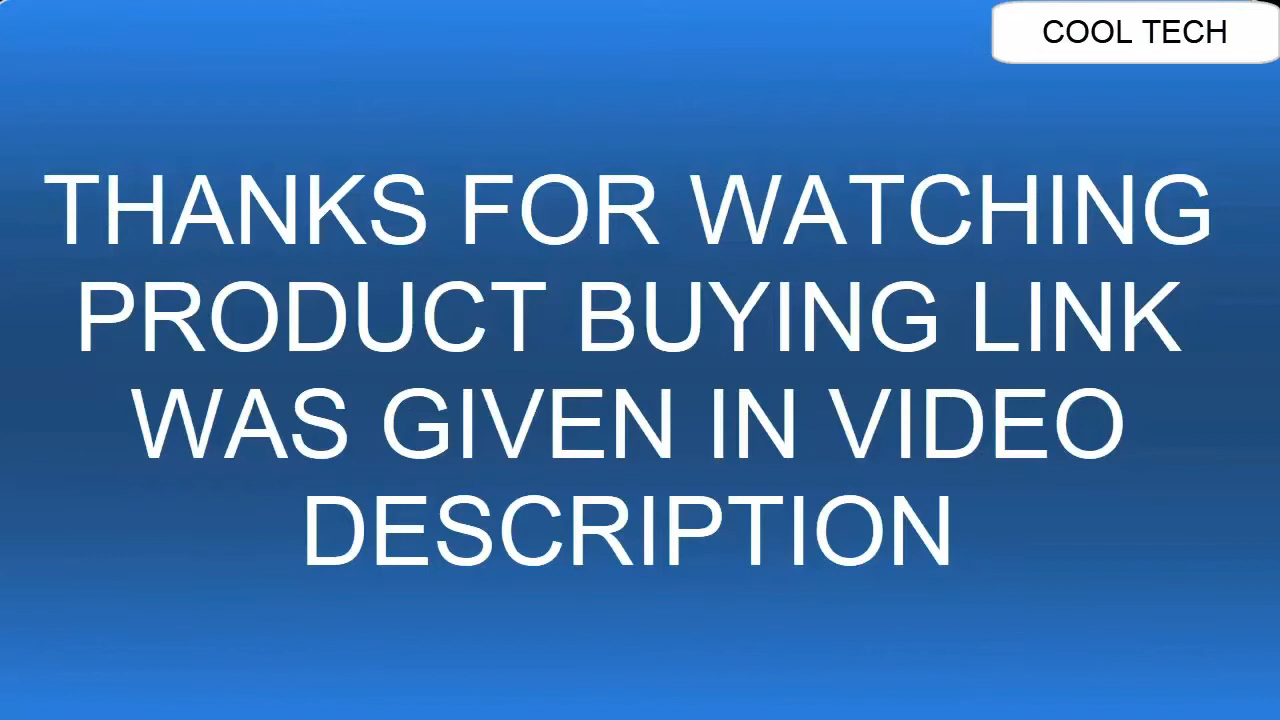 COOL TECH
THANKS FOR WATCHING
PRODUCT BUYING LINK
WAS GIVEN IN VIDEO
DESCRIPTION